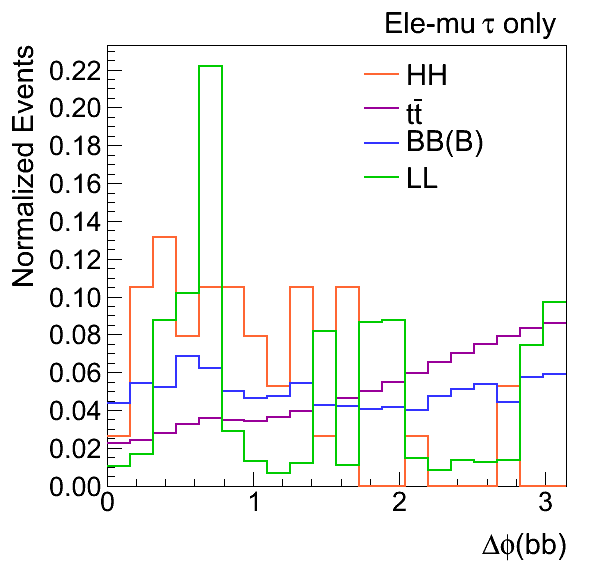 Ele-mu τ only
Normalized Events
0.22
0.20
0.18
0.16
0.14
0.12
0.10
0.08
0.06
0.04
0.02
0.00
HH
tt̄
BB(B)
LL
0 1 2 3
Δϕ(bb)